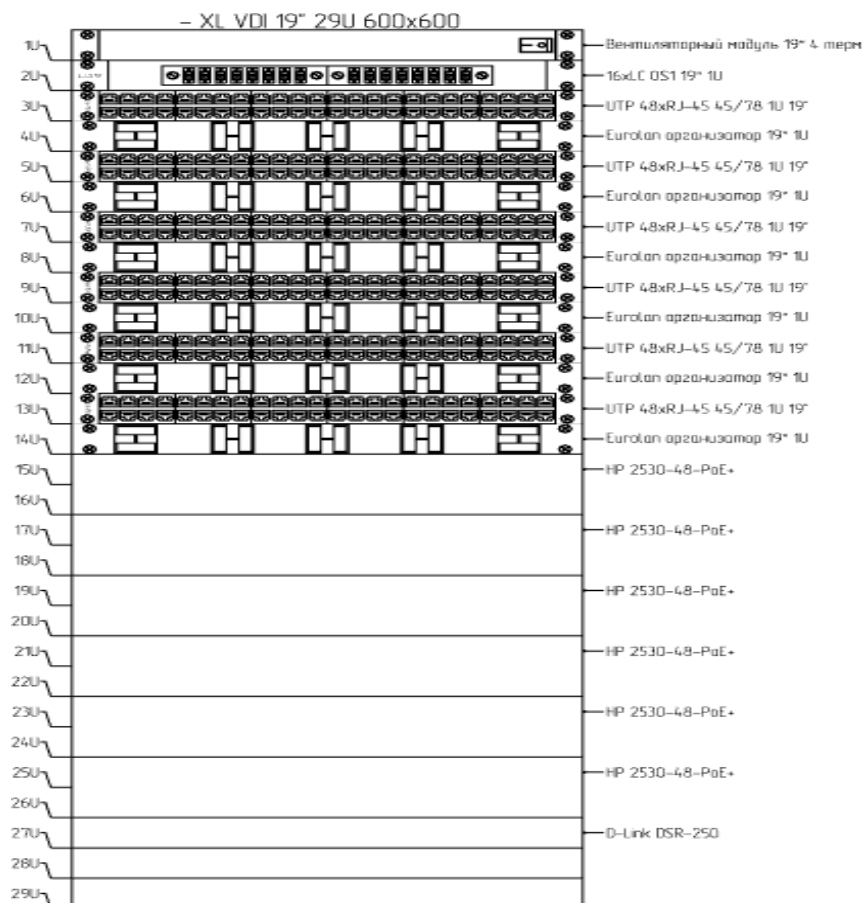 - XL VDI 19" 29U 600x600
1U Вентиляторный модуль 19" 4 терм
2U 16xLC OS1 19" 1U
3U UTP 48xRJ-45 45/78 1U 19"
4U Eurolan организатор 19" 1U
5U UTP 48xRJ-45 45/78 1U 19"
6U Eurolan организатор 19" 1U
7U UTP 48xRJ-45 45/78 1U 19"
8U Eurolan организатор 19" 1U
9U UTP 48xRJ-45 45/78 1U 19"
10U Eurolan организатор 19" 1U
11U UTP 48xRJ-45 45/78 1U 19"
12U Eurolan организатор 19" 1U
13U UTP 48xRJ-45 45/78 1U 19"
14U Eurolan организатор 19" 1U
15U HP 2530-48-PoE+
16U
17U HP 2530-48-PoE+
18U
19U HP 2530-48-PoE+
20U
21U HP 2530-48-PoE+
22U
23U HP 2530-48-PoE+
24U
25U HP 2530-48-PoE+
26U
27U D-Link DSR-250
28U
29U